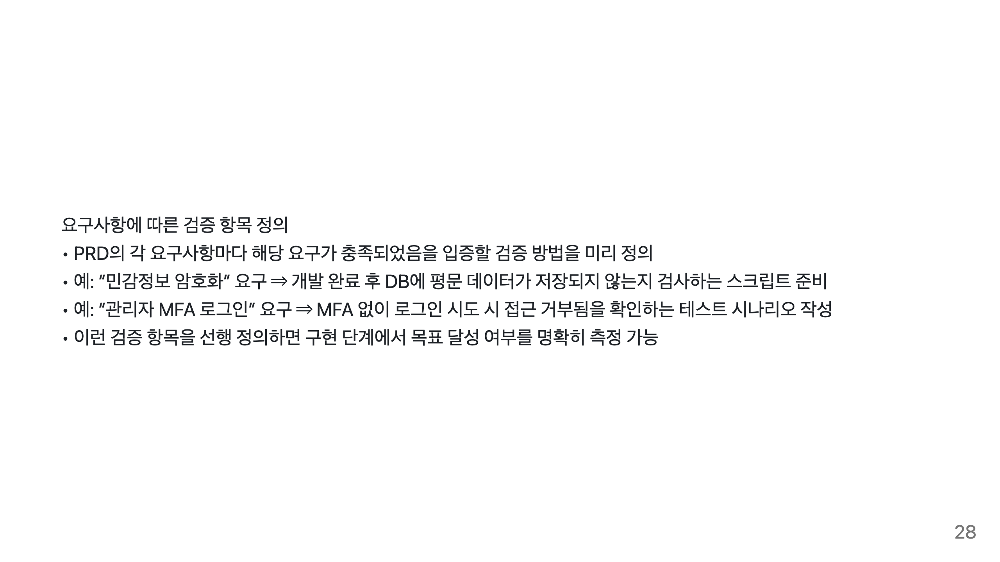 요구사항에 따른 검증 항목 정의
• PRD의 각 요구사항마다 해당 요구가 충족되었음을 입증할 검증 방법을 미리 정의
• 예: “민감정보 암호화” 요구 ⇒ 개발 완료 후 DB에 평문 데이터가 저장되지 않는지 검사하는 스크립트 준비
• 예: “관리자 MFA 로그인” 요구 ⇒ MFA 없이 로그인 시도 시 접근 거부됨을 확인하는 테스트 시나리오 작성
• 이런 검증 항목을 선행 정의하면 구현 단계에서 목표 달성 여부를 명확히 측정 가능
28